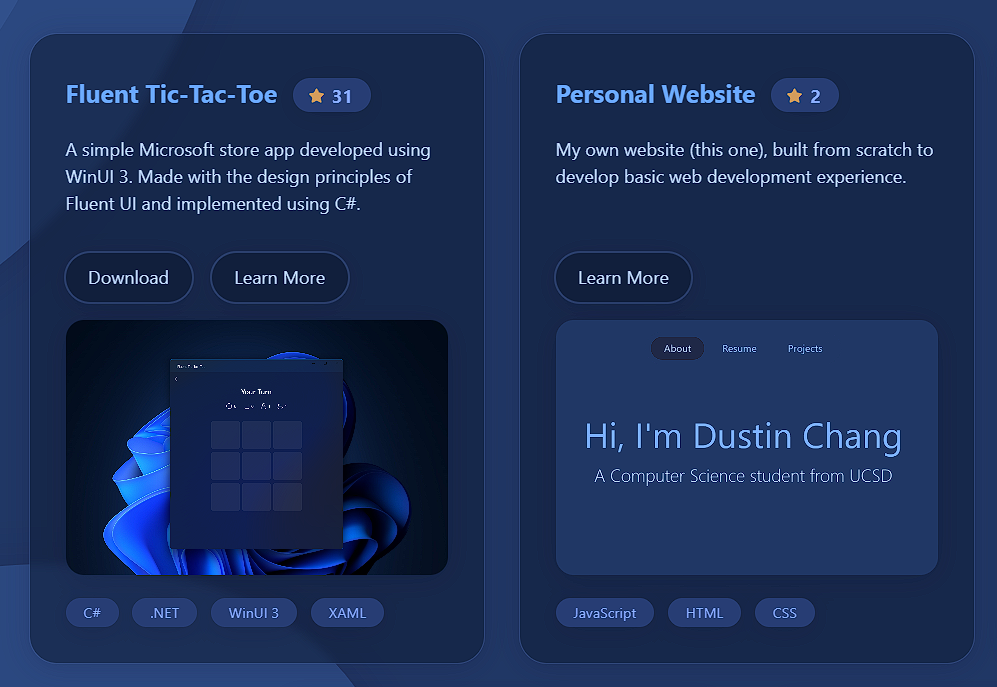 Fluent Tic-Tac-Toe
31
A simple Microsoft store app developed using
WinUI 3. Made with the design principles of
Fluent UI and implemented using C#.
Download
Learn More
Your Turn
C#
.NET
WinUI 3
XAML
Personal Website
2
My own website (this one), built from scratch to
develop basic web development experience.
Learn More
About
Resume
Projects
Hi, I'm Dustin Chang
A Computer Science student from UCSD
JavaScript
HTML
CSS